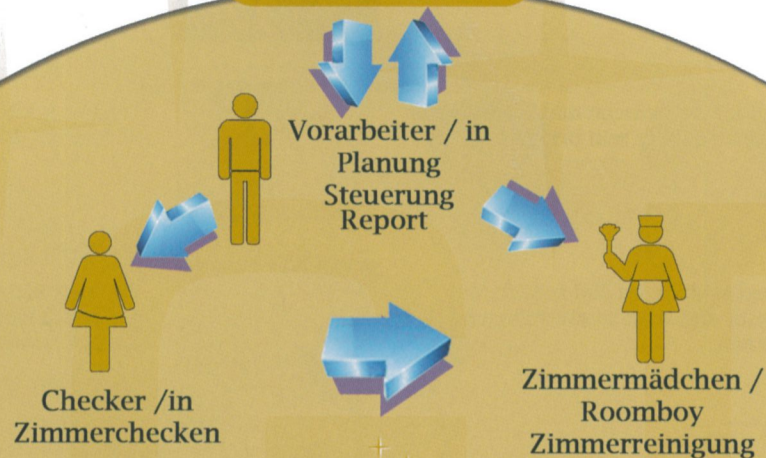 Vorarbeiter / in
Planung
Steuerung
Report
Checker /in
Zimmerchecken
Zimmermädchen /
Roomboy
Zimmerreinigung